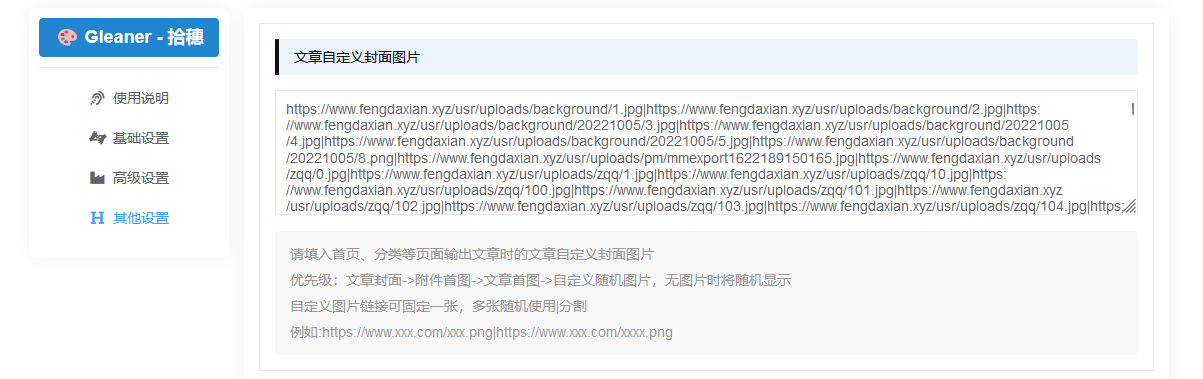 Gleaner - 拾穗
使用说明
基础设置
高级设置
其他设置
文章自定义封面图片
https://www.fengdaxian.xyz/usr/uploads/background/1.jpg|https://www.fengdaxian.xyz/usr/uploads/background/2.jpg|https:
//www.fengdaxian.xyz/usr/uploads/background/20221005/3.jpg|https://www.fengdaxian.xyz/usr/uploads/background/20221005
/4.jpg|https://www.fengdaxian.xyz/usr/uploads/background/20221005/5.jpg|https://www.fengdaxian.xyz/usr/uploads/background
/20221005/8.png|https://www.fengdaxian.xyz/usr/uploads/pm/mmexport1622189150165.jpg|https://www.fengdaxian.xyz/usr/uploads
/zqq/0.jpg|https://www.fengdaxian.xyz/usr/uploads/zqq/1.jpg|https://www.fengdaxian.xyz/usr/uploads/zqq/10.jpg|https:
//www.fengdaxian.xyz/usr/uploads/zqq/100.jpg|https://www.fengdaxian.xyz/usr/uploads/zqq/101.jpg|https://www.fengdaxian.xyz
/usr/uploads/zqq/102.jpg|https://www.fengdaxian.xyz/usr/uploads/zqq/103.jpg|https://www.fengdaxian.xyz/usr/uploads/zqq/104.jpg|https:
请填入首页、分类等页面输出文章时的文章自定义封面图片
优先级：文章封面->附件首图->文章首图->自定义随机图片，无图片时将随机显示
自定义图片链接可固定一张，多张随机使用|分割
例如:https://www.xxx.com/xxx.png|https://www.xxx.com/xxxx.png